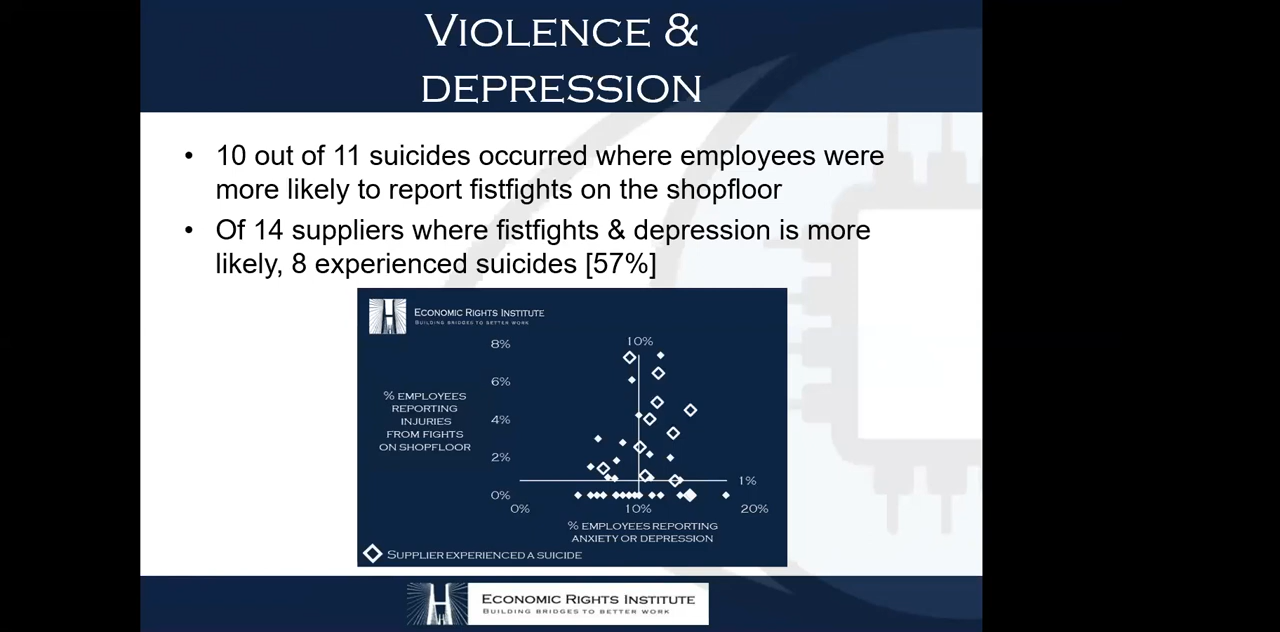 VIOLENCE &
DEPRESSION
• 10 out of 11 suicides occurred where employees were
more likely to report fistfights on the shopfloor
• Of 14 suppliers where fistfights & depression is more
likely, 8 experienced suicides [57%]
ECONOMIC RIGHTS INSTITUTE
BUILDING BRIDGES TO BETTER WORK
8%
10%
6%
% EMPLOYEES
REPORTING
INJURIES
FROM FIGHTS
ON SHOPFLOOR
4%
2%
1%
0%
0%
10%
20%
% EMPLOYEES REPORTING
ANXIETY OR DEPRESSION
SUPPLIER EXPERIENCED A SUICIDE
ECONOMIC RIGHTS INSTITUTE
BUILDING BRIDGES TO BETTER WORK